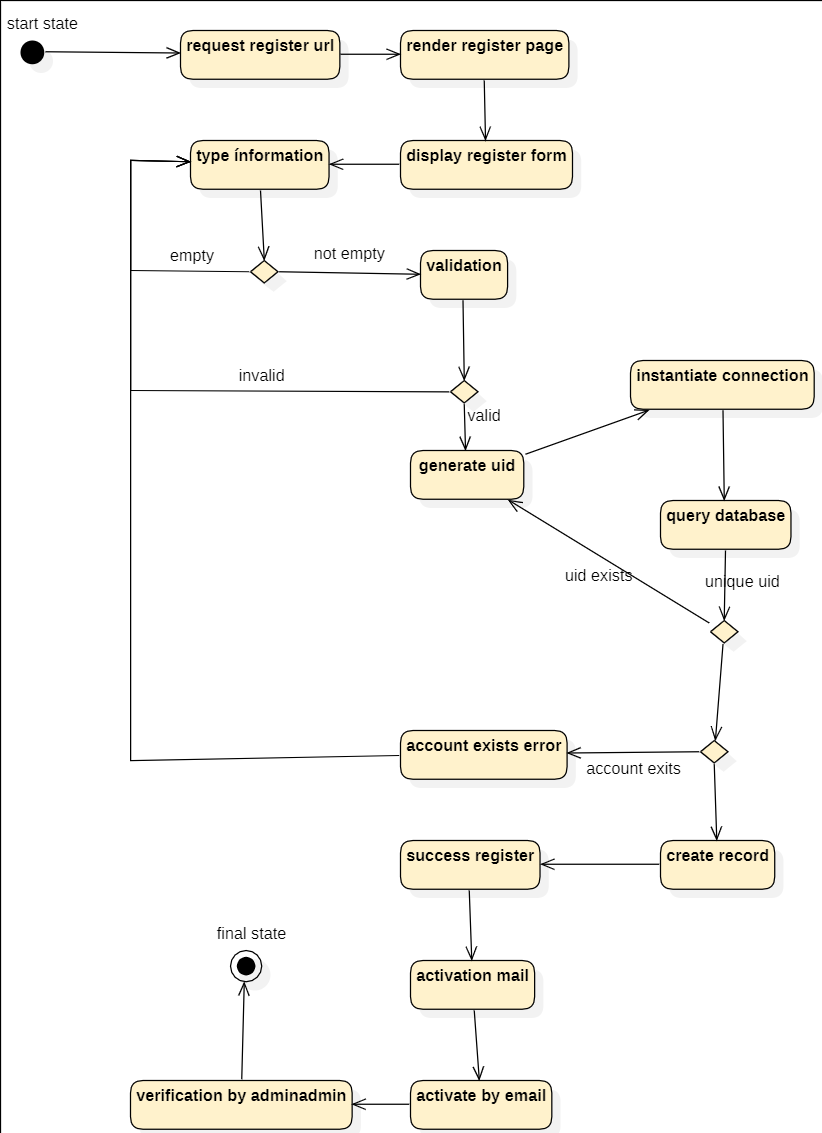 start state
request register url
render register page
type ínformation
display register form
empty
not empty
validation
invalid
instantiate connection
valid
generate uid
query database
uid exists
unique uid
account exists error
account exits
success register
create record
final state
activation mail
verification by adminadmin
activate by email